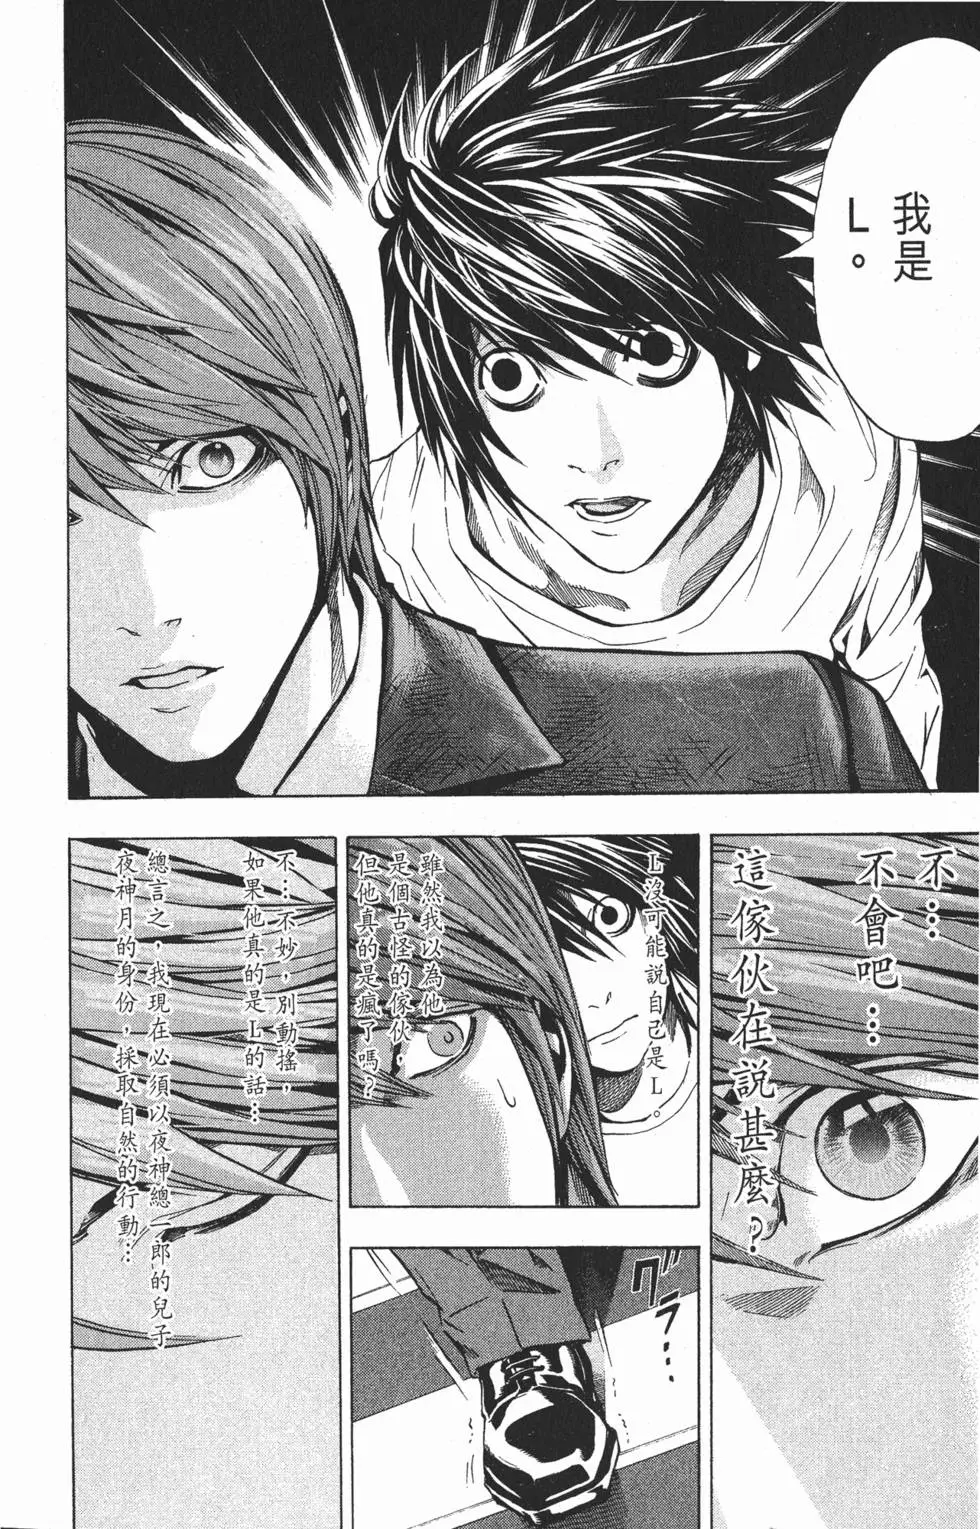 我是
L。
不⋯
不會吧⋯
這傢伙在說甚麼?
L沒可能說自己是L。
雖然我以為他
是個古怪的傢伙,
但他真的是瘋了嗎?
クラ⋯
不⋯不妙,別動搖,
如果他真的是L的話⋯
總言之,我現在必須以夜神總一郎的兒子
夜神月的身份,採取自然的行動⋯